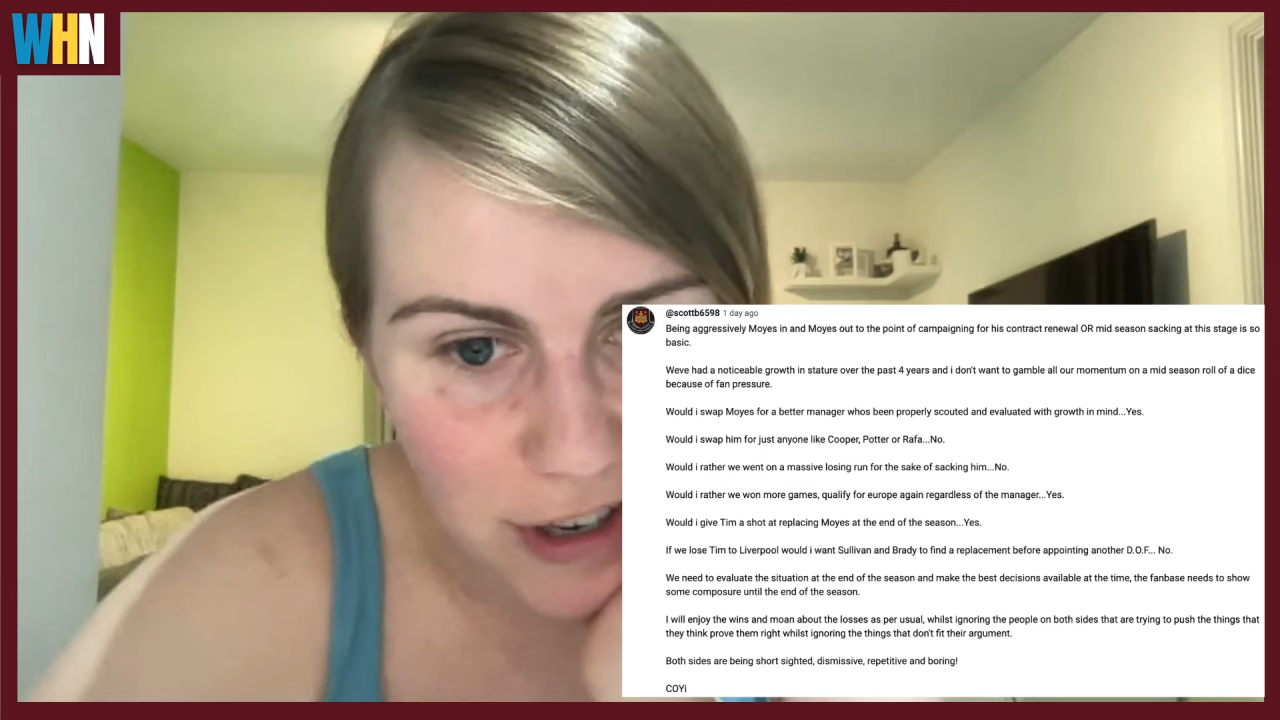 WHN
@scottb6598 1 day ago
Being aggressively Moyes in and Moyes out to the point of campaigning for his contract renewal OR mid season sacking at this stage is so
basic.
Weve had a noticeable growth in stature over the past 4 years and i don't want to gamble all our momentum on a mid season roll of a dice
because of fan pressure.
Would i swap Moyes for a better manager whos been properly scouted and evaluated with growth in mind...Yes.
Would i swap him for just anyone like Cooper, Potter or Rafa...No.
Would i rather we went on a massive losing run for the sake of sacking him...No.
Would i rather we won more games, qualify for europe again regardless of the manager...Yes.
Would i give Tim a shot at replacing Moyes at the end of the season...Yes.
If we lose Tim to Liverpool would i want Sullivan and Brady to find a replacement before appointing another D.O.F... No.
We need to evaluate the situation at the end of the season and make the best decisions available at the time, the fanbase needs to show
some composure until the end of the season.
I will enjoy the wins and moan about the losses as per usual, whilst ignoring the people on both sides that are trying to push the things that
they think prove them right whilst ignoring the things that don't fit their argument.
Both sides are being short sighted, dismissive, repetitive and boring!
COYi